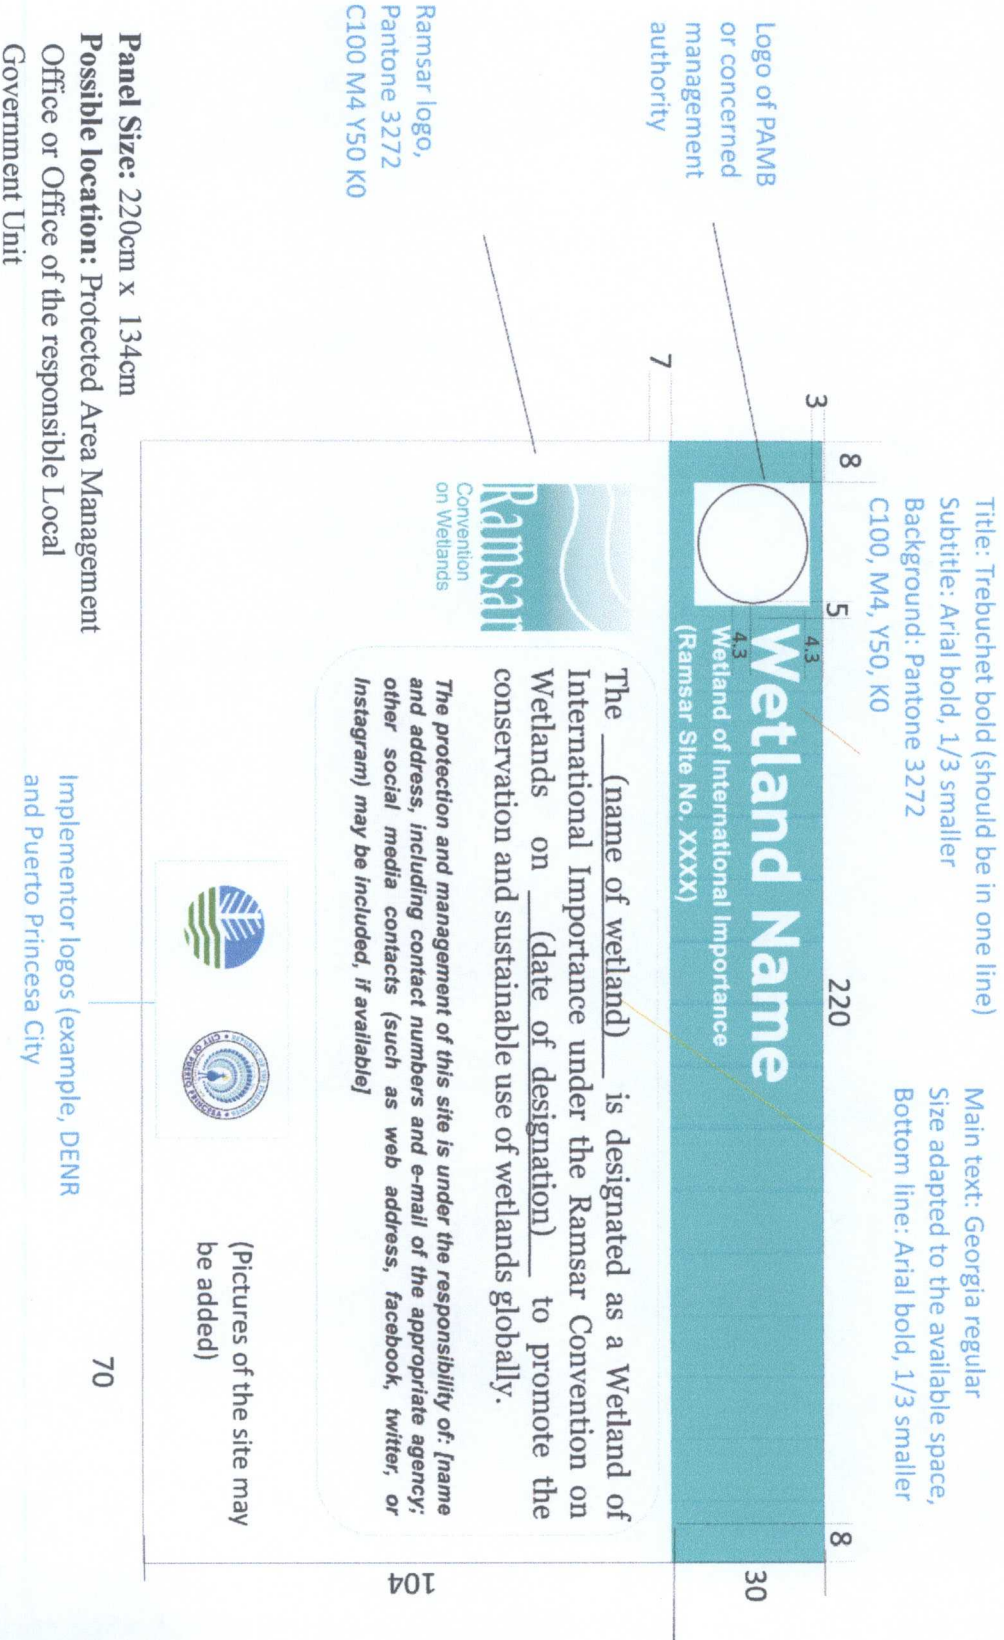 Title: Trebuchet bold (should be in one line)
Subtitle: Arial bold, 1/3 smaller
Background: Pantone 3272
C100, M4, Y50, K0
Main text: Georgia regular
Size adapted to the available space,
Bottom line: Arial bold, 1/3 smaller
8
5
220
8
3
7
4.3
4.3
30
104
Logo of PAMB
or concerned
management
authority
Wetland Name
Wetland of International Importance
(Ramsar Site No. XXXX)
Ramsar logo,
Pantone 3272
C100 M4 Y50 K0
Ramsar
Convention
on Wetlands
The (name of wetland) is designated as a Wetland of
International Importance under the Ramsar Convention on
Wetlands on (date of designation) to promote the
conservation and sustainable use of wetlands globally.
The protection and management of this site is under the responsibility of: [name
and address, including contact numbers and e-mail of the appropriate agency;
other social media contacts (such as web address, facebook, twitter, or
Instagram) may be included, if available]
(Pictures of the site may
be added)
70
Implementor logos (example, DENR
and Puerto Princesa City
Panel Size: 220cm x 134cm
Possible location: Protected Area Management
Office or Office of the responsible Local
Government Unit